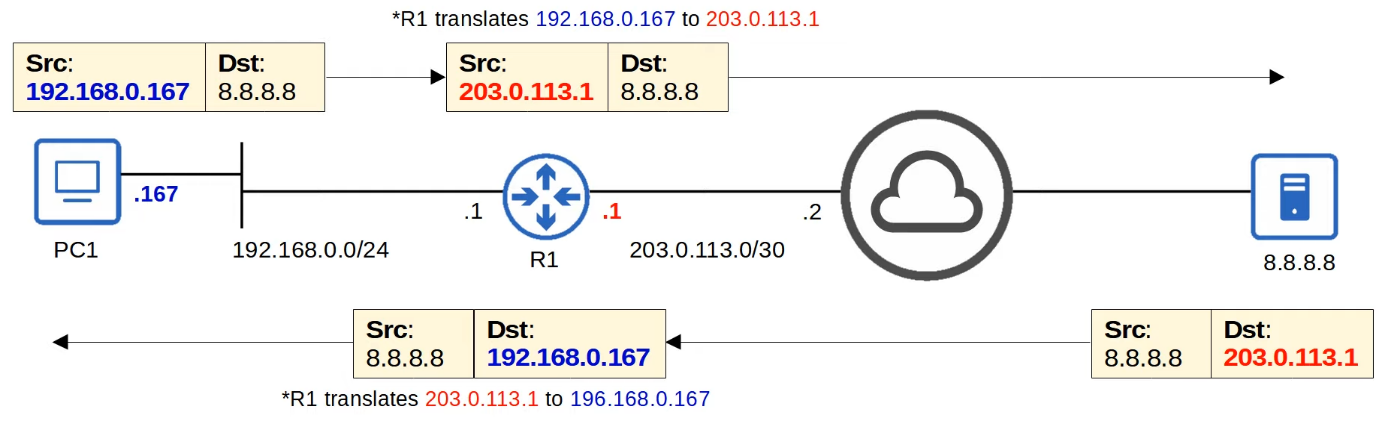 *R1 translates 192.168.0.167 to 203.0.113.1
Src: Dst:
192.168.0.167 8.8.8.8
Src: Dst:
203.0.113.1 8.8.8.8
.167
.1
.1
.2
PC1
192.168.0.0/24
R1
203.0.113.0/30
8.8.8.8
Src: Dst:
8.8.8.8 192.168.0.167
Src: Dst:
8.8.8.8 203.0.113.1
*R1 translates 203.0.113.1 to 196.168.0.167